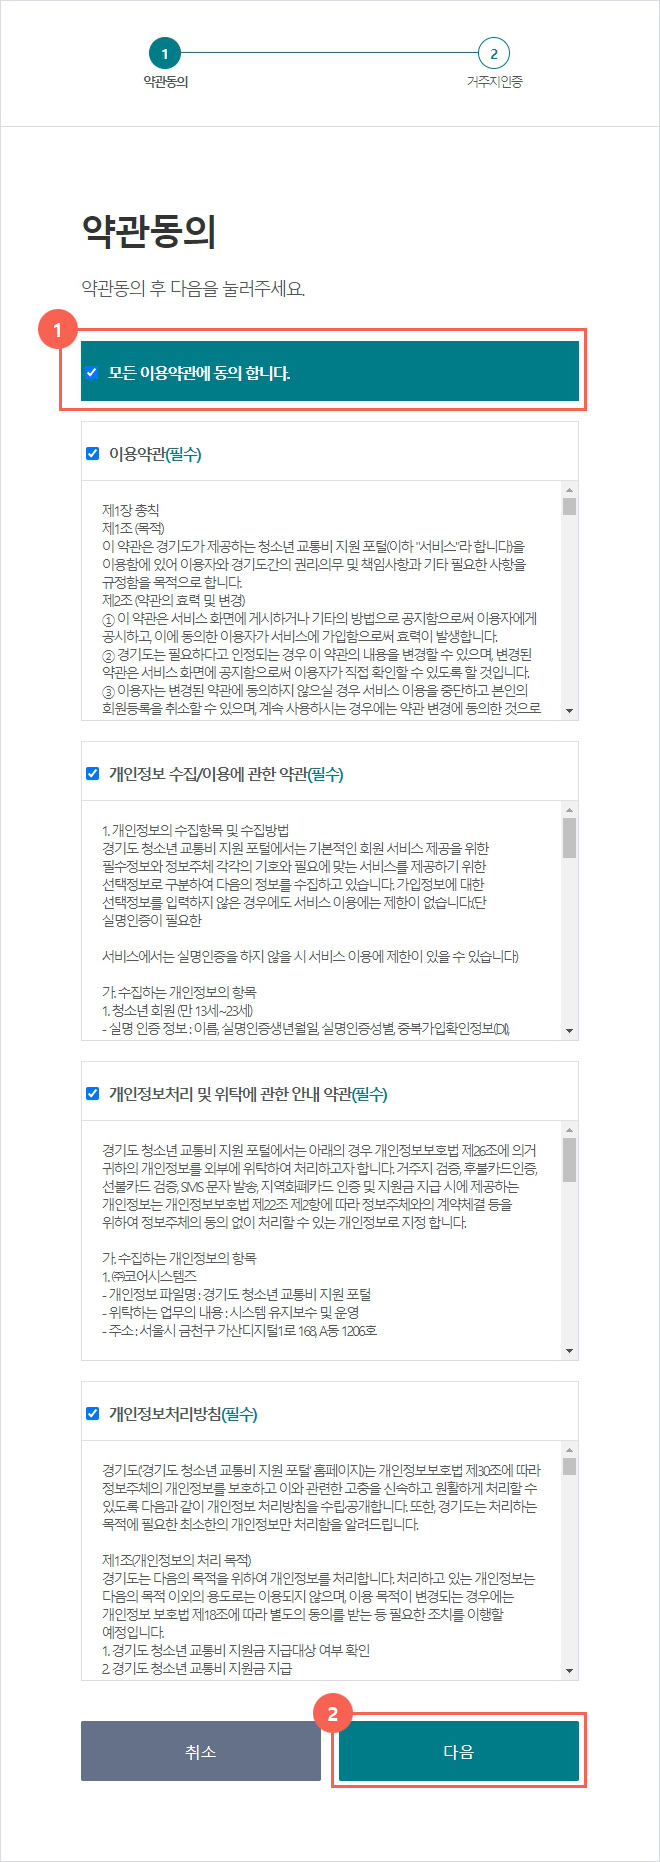 1
2
약관동의
거주지인증
약관동의
약관동의 후 다음을 눌러주세요.
1
모든 이용약관에 동의 합니다.
이용약관(필수)
제1장 총칙
제1조 (목적)
이 약관은 경기도가 제공하는 청소년 교통비 지원 포털(이하 "서비스"라 합니다)을
이용함에 있어 이용자와 경기도간의 권리·의무 및 책임사항과 기타 필요한 사항을
규정함을 목적으로 합니다.
제2조 (약관의 효력 및 변경)
① 이 약관은 서비스 화면에 게시하거나 기타의 방법으로 공지함으로써 이용자에게
공시하고, 이에 동의한 이용자가 서비스에 가입함으로써 효력이 발생합니다.
② 경기도는 필요하다고 인정되는 경우 이 약관의 내용을 변경할 수 있으며, 변경된
약관은 서비스 화면에 공지함으로써 이용자가 직접 확인할 수 있도록 할 것입니다.
③ 이용자는 변경된 약관에 동의하지 않으실 경우 서비스 이용을 중단하고 본인의
회원등록을 취소할 수 있으며, 계속 사용하시는 경우에는 약관 변경에 동의한 것으로
개인정보 수집/이용에 관한 약관(필수)
1. 개인정보의 수집항목 및 수집방법
경기도 청소년 교통비 지원 포털에서는 기본적인 회원 서비스 제공을 위한
필수정보와 정보주체 각각의 기호와 필요에 맞는 서비스를 제공하기 위한
선택정보로 구분하여 다음의 정보를 수집하고 있습니다. 가입정보에 대한
선택정보를 입력하지 않은 경우에도 서비스 이용에는 제한이 없습니다.(단
실명인증이 필요한
서비스에서는 실명인증을 하지 않을 시 서비스 이용에 제한이 있을 수 있습니다)
가. 수집하는 개인정보의 항목
1. 청소년 회원 (만 13세~23세)
- 실명 인증 정보 : 이름, 실명인증생년월일, 실명인증성별, 중복가입확인정보(DI),
개인정보처리 및 위탁에 관한 안내 약관(필수)
경기도 청소년 교통비 지원 포털에서는 아래의 경우 개인정보보호법 제26조에 의거
귀하의 개인정보를 외부에 위탁하여 처리하고자 합니다. 거주지 검증, 후불카드인증,
선불카드 검증, SMS 문자 발송, 지역화폐카드 인증 및 지원금 지급 시에 제공하는
개인정보는 개인정보보호법 제22조 제2항에 따라 정보주체와의 계약체결 등을
위하여 정보주체의 동의 없이 처리할 수 있는 개인정보로 지정 합니다.
가. 수집하는 개인정보의 항목
1. ㈜코어시스템즈
- 개인정보 파일명 : 경기도 청소년 교통비 지원 포털
- 위탁하는 업무의 내용 : 시스템 유지보수 및 운영
- 주소 : 서울시 금천구 가산디지털1로 168, A동 1206호
개인정보처리방침(필수)
경기도('경기도 청소년 교통비 지원 포털' 홈페이지)는 개인정보보호법 제30조에 따라
정보주체의 개인정보를 보호하고 이와 관련한 고충을 신속하고 원활하게 처리할 수
있도록 다음과 같이 개인정보 처리방침을 수립·공개합니다. 또한, 경기도는 처리하는
목적에 필요한 최소한의 개인정보만 처리함을 알려드립니다.
제1조(개인정보의 처리 목적)
경기도는 다음의 목적을 위하여 개인정보를 처리합니다. 처리하고 있는 개인정보는
다음의 목적 이외의 용도로는 이용되지 않으며, 이용 목적이 변경되는 경우에는
개인정보 보호법 제18조에 따라 별도의 동의를 받는 등 필요한 조치를 이행할
예정입니다.
1. 경기도 청소년 교통비 지원금 지급대상 여부 확인
2. 경기도 청소년 교통비 지원금 지급
2
취소
다음